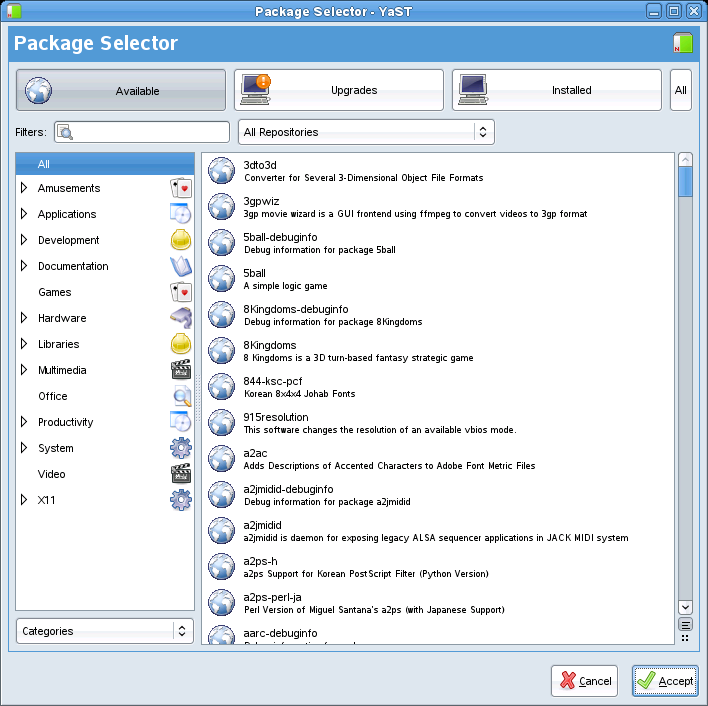 Package Selector - YaST
Package Selector
N
Available
Upgrades
Installed
All
Filters:
All Repositories
All
Amusements
Applications
Development
Documentation
Games
Hardware
Libraries
Multimedia
Office
Productivity
System
Video
X11
Categories
3dto3d
Converter for Several 3-Dimensional Object File Formats
3gpwiz
3gp movie wizard is a GUI frontend using ffmpeg to convert videos to 3gp format
5ball-debuginfo
Debug information for package 5ball
5ball
A simple logic game
8Kingdoms-debuginfo
Debug information for package 8Kingdoms
8Kingdoms
8 Kingdoms is a 3D turn-based fantasy strategic game
844-ksc-pcf
Korean 8x4x4 Johab Fonts
915resolution
This software changes the resolution of an available vbios mode.
a2ac
Adds Descriptions of Accented Characters to Adobe Font Metric Files
a2jmidid-debuginfo
Debug information for package a2jmidid
a2jmidid
a2jmidid is daemon for exposing legacy ALSA sequencer applications in JACK MIDI system
a2ps-h
a2ps Support for Korean PostScript Filter (Python Version)
a2ps-perl-ja
Perl Version of Miguel Santana's a2ps (with Japanese Support)
aarc-debuginfo
Cancel
Accept